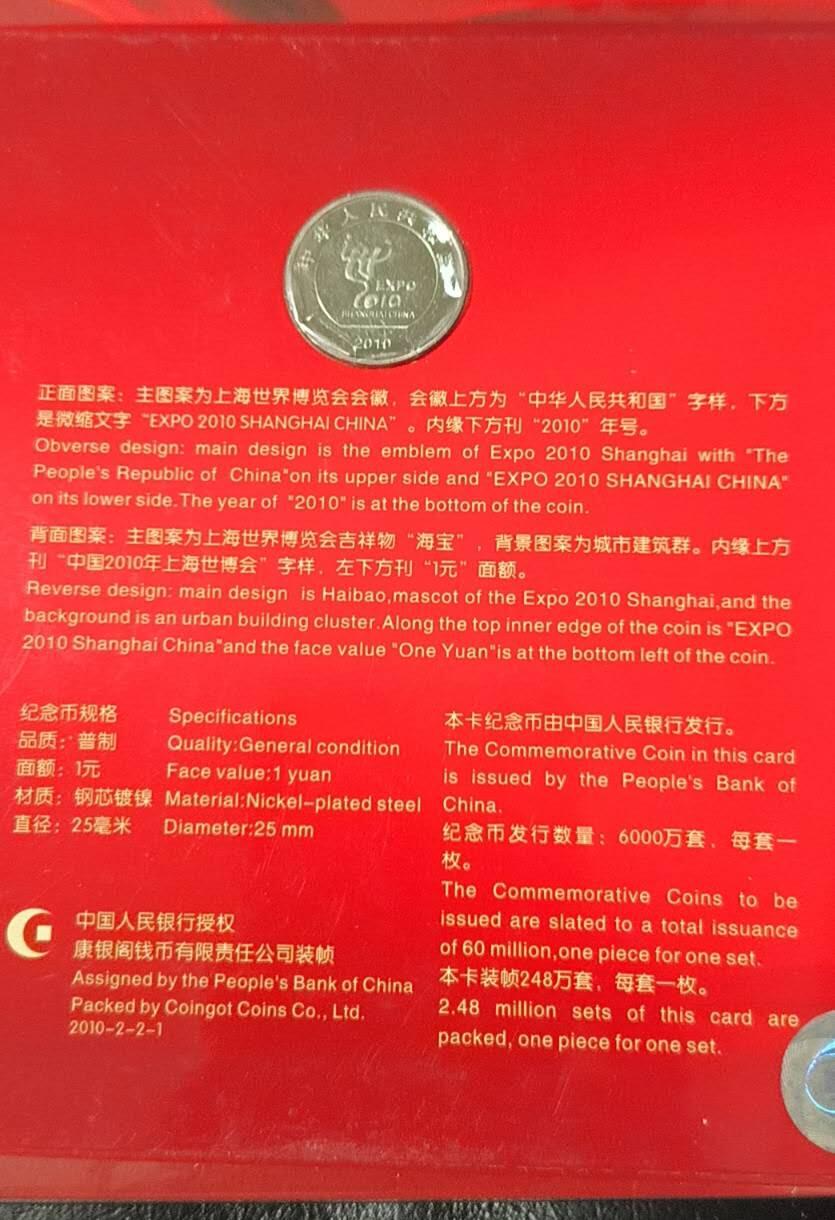 中华人民共和国
EXPO
2010
SHANGHAI CHINA
2010
正面图案：主图案为上海世界博览会会徽，会徽上方为“中华人民共和国”字样，下方
是微缩文字“EXPO 2010 SHANGHAI CHINA”。内缘下方刊“2010”年号。
Obverse design: main design is the emblem of Expo 2010 Shanghai with "The
People's Republic of China"on its upper side and "EXPO 2010 SHANGHAI CHINA"
on its lower side.The year of "2010" is at the bottom of the coin.
背面图案：主图案为上海世界博览会吉祥物“海宝”，背景图案为城市建筑群。内缘上方
刊“中国2010年上海世博会”字样，左下方刊“1元”面额。
Reverse design: main design is Haibao,mascot of the Expo 2010 Shanghai,and the
background is an urban building cluster.Along the top inner edge of the coin is "EXPO
2010 Shanghai China"and the face value "One Yuan"is at the bottom left of the coin.
纪念币规格 Specifications
品质：普制 Quality:General condition
面额：1元 Face value:1 yuan
材质：钢芯镀镍 Material:Nickel-plated steel
直径：25毫米 Diameter:25 mm
本卡纪念币由中国人民银行发行。
The Commemorative Coin in this card
is issued by the People's Bank of
China.
纪念币发行数量：6000万套，每套一
枚。
The Commemorative Coins to be
issued are slated to a total issuance
of 60 million,one piece for one set.
本卡装帧248万套，每套一枚。
2.48 million sets of this card are
packed, one piece for one set.
中国人民银行授权
康银阁钱币有限责任公司装帧
Assigned by the People's Bank of China
Packed by Coingot Coins Co., Ltd.
2010-2-2-1